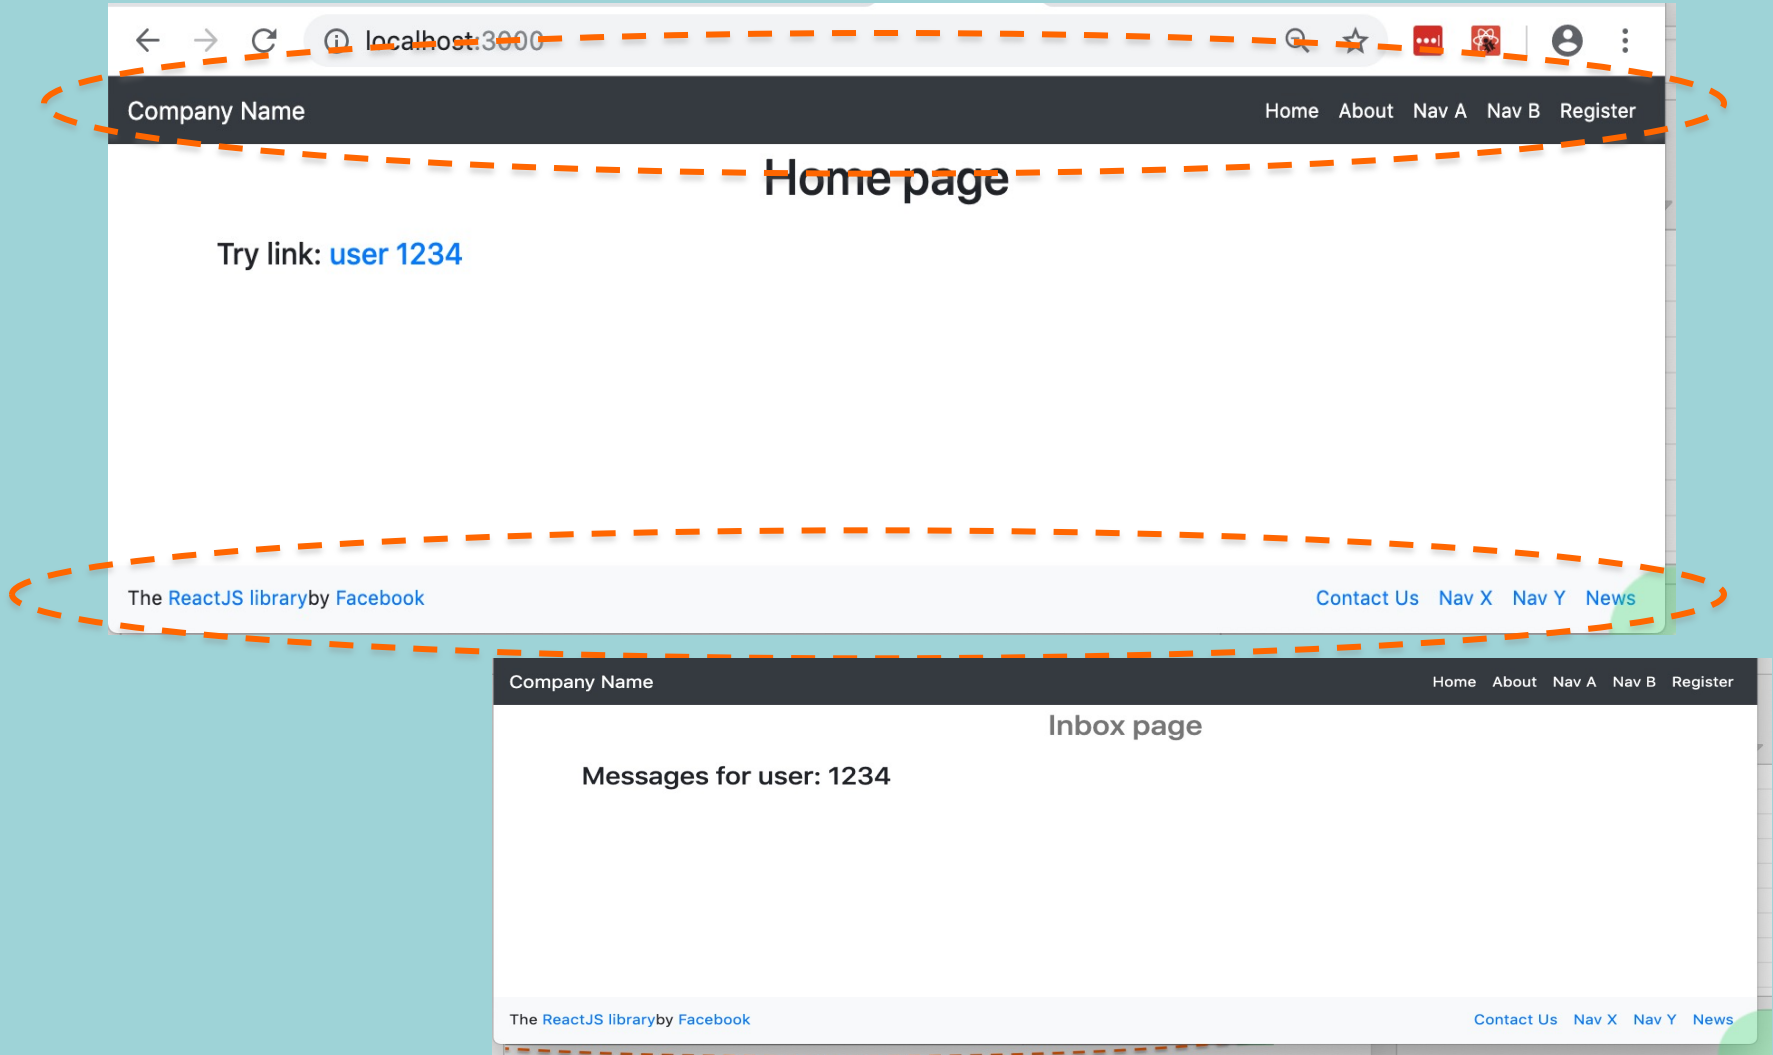 localhost:3000
Company Name Home About Nav A Nav B Register
Home page
Try link: user 1234
The ReactJS libraryby Facebook Contact Us Nav X Nav Y News
Company Name Home About Nav A Nav B Register
Inbox page
Messages for user: 1234
The ReactJS libraryby Facebook Contact Us Nav X Nav Y News